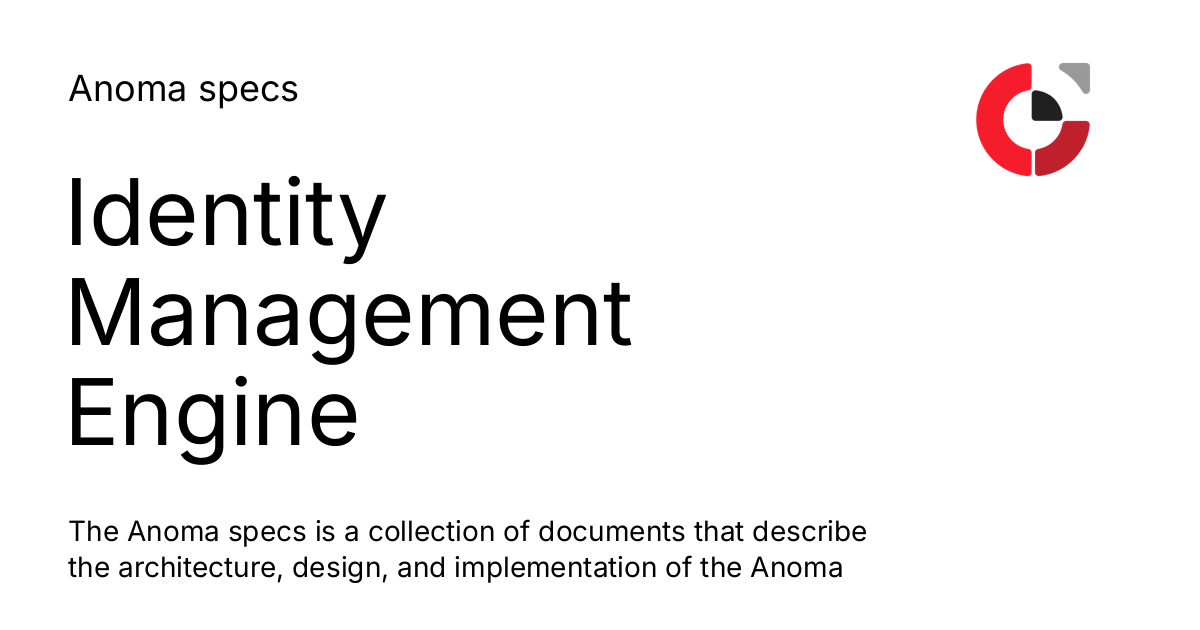 Anoma specs
Identity
Management
Engine
The Anoma specs is a collection of documents that describe
the architecture, design, and implementation of the Anoma